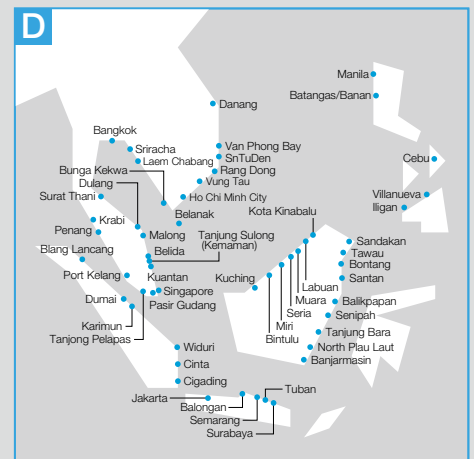 D
Manila
Batangas/Banan
Danang
Bangkok
Sriracha
Laem Chabang
Van Phong Bay
SnTuDen
Rang Dong
Vung Tau
Cebu
Bunga Kekwa
Dulang
Surat Thani
Ho Chi Minh City
Villanueva
Iligan
Belanak
Kota Kinabalu
Krabi
Penang
Malong
Tanjung Sulong
(Kemaman)
Sandakan
Tawau
Bontang
Santan
Blang Lancang
Belida
Kuantan
Port Kelang
Kuching
Labuan
Muara
Seria
Miri
Bintulu
Singapore
Pasir Gudang
Dumai
Karimun
Tanjong Pelapas
Balikpapan
Senipah
Tanjung Bara
North Plau Laut
Banjarmasin
Widuri
Cinta
Cigading
Jakarta
Balongan
Semarang
Surabaya
Tuban